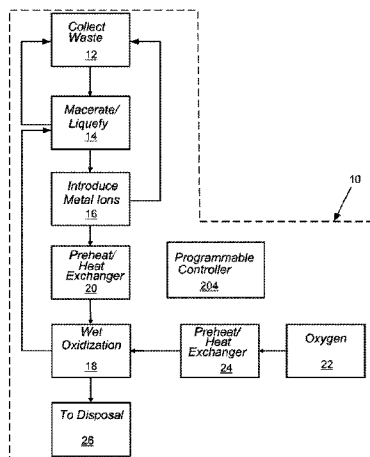 Collect
Waste
12
Macerate/
Liquefy
14
10
Introduce
Metal Ions
16
Preheat/
Heat
Exchanger
20
Programmable
Controller
204
Wet
Oxidization
18
Preheat/
Heat
Exchanger
24
Oxygen
22
To Disposal
26